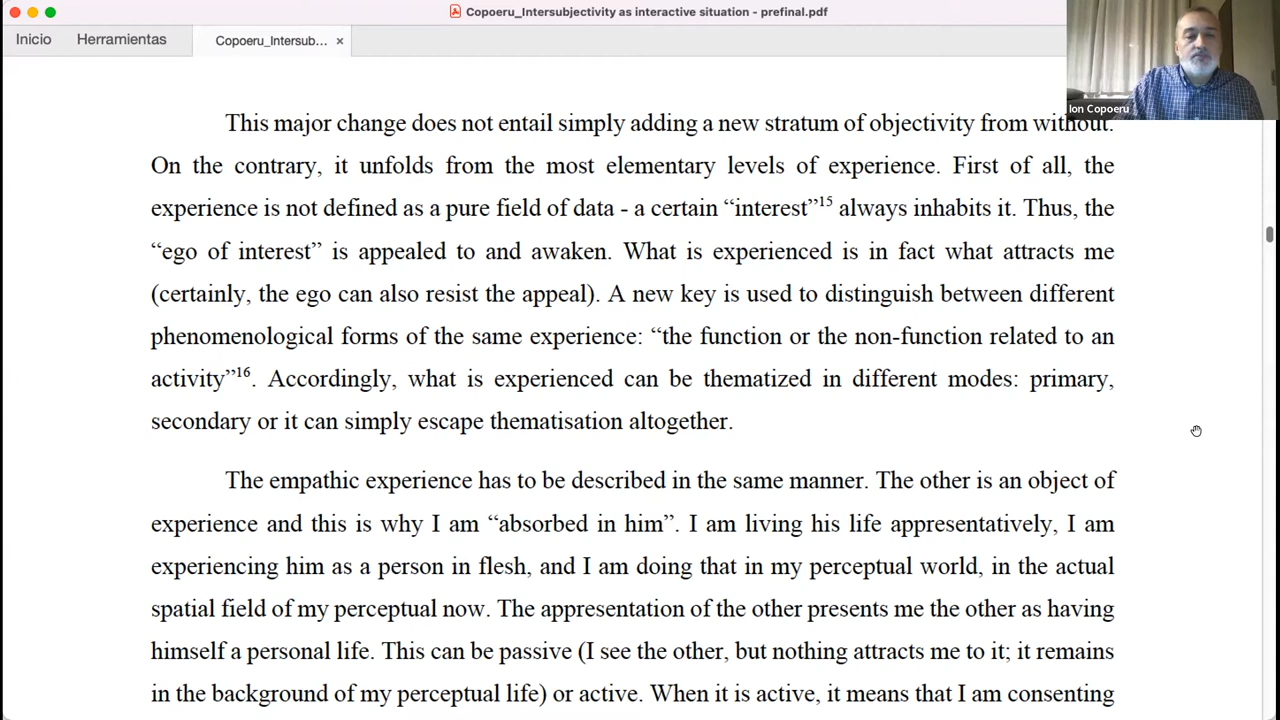 Copoeru_Intersubjectivity as interactive situation - prefinal.pdf
Inicio Herramientas Copoeru_Intersub... ×
Ion Copoeru
This major change does not entail simply adding a new stratum of objectivity from without.
On the contrary, it unfolds from the most elementary levels of experience. First of all, the
experience is not defined as a pure field of data - a certain “interest”15 always inhabits it. Thus, the
“ego of interest” is appealed to and awaken. What is experienced is in fact what attracts me
(certainly, the ego can also resist the appeal). A new key is used to distinguish between different
phenomenological forms of the same experience: “the function or the non-function related to an
activity”16. Accordingly, what is experienced can be thematized in different modes: primary,
secondary or it can simply escape thematisation altogether.
The empathic experience has to be described in the same manner. The other is an object of
experience and this is why I am “absorbed in him”. I am living his life appresentatively, I am
experiencing him as a person in flesh, and I am doing that in my perceptual world, in the actual
spatial field of my perceptual now. The appresentation of the other presents me the other as having
himself a personal life. This can be passive (I see the other, but nothing attracts me to it; it remains
in the background of my perceptual life) or active. When it is active, it means that I am consenting